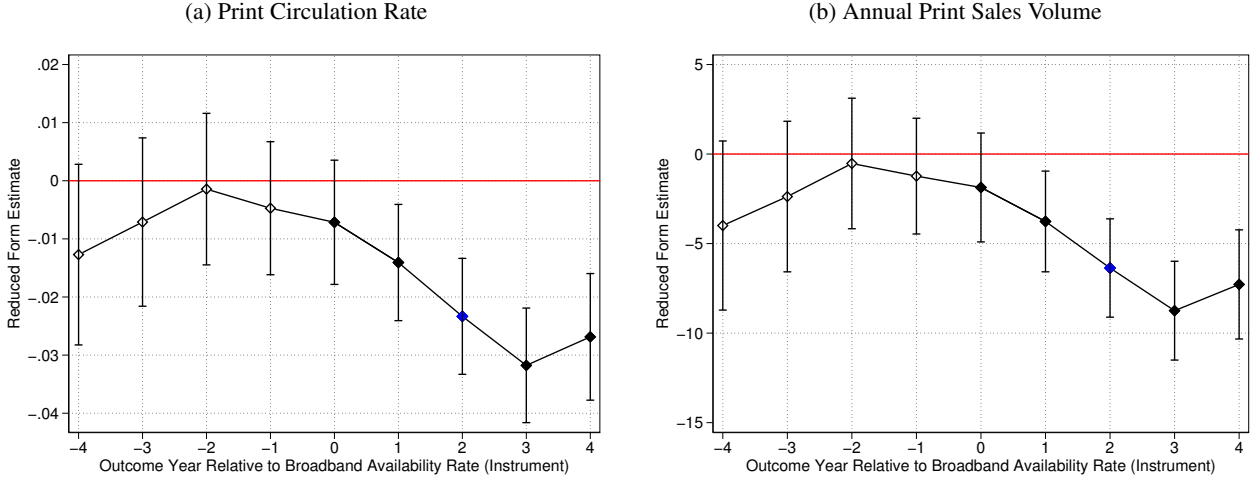 (a) Print Circulation Rate
.02
.01
0
−.01
−.02
−.03
−.04
Reduced Form Estimate
−4 −3 −2 −1 0 1 2 3 4
Outcome Year Relative to Broadband Availability Rate (Instrument)
(b) Annual Print Sales Volume
5
0
−5
−10
−15
Reduced Form Estimate
−4 −3 −2 −1 0 1 2 3 4
Outcome Year Relative to Broadband Availability Rate (Instrument)